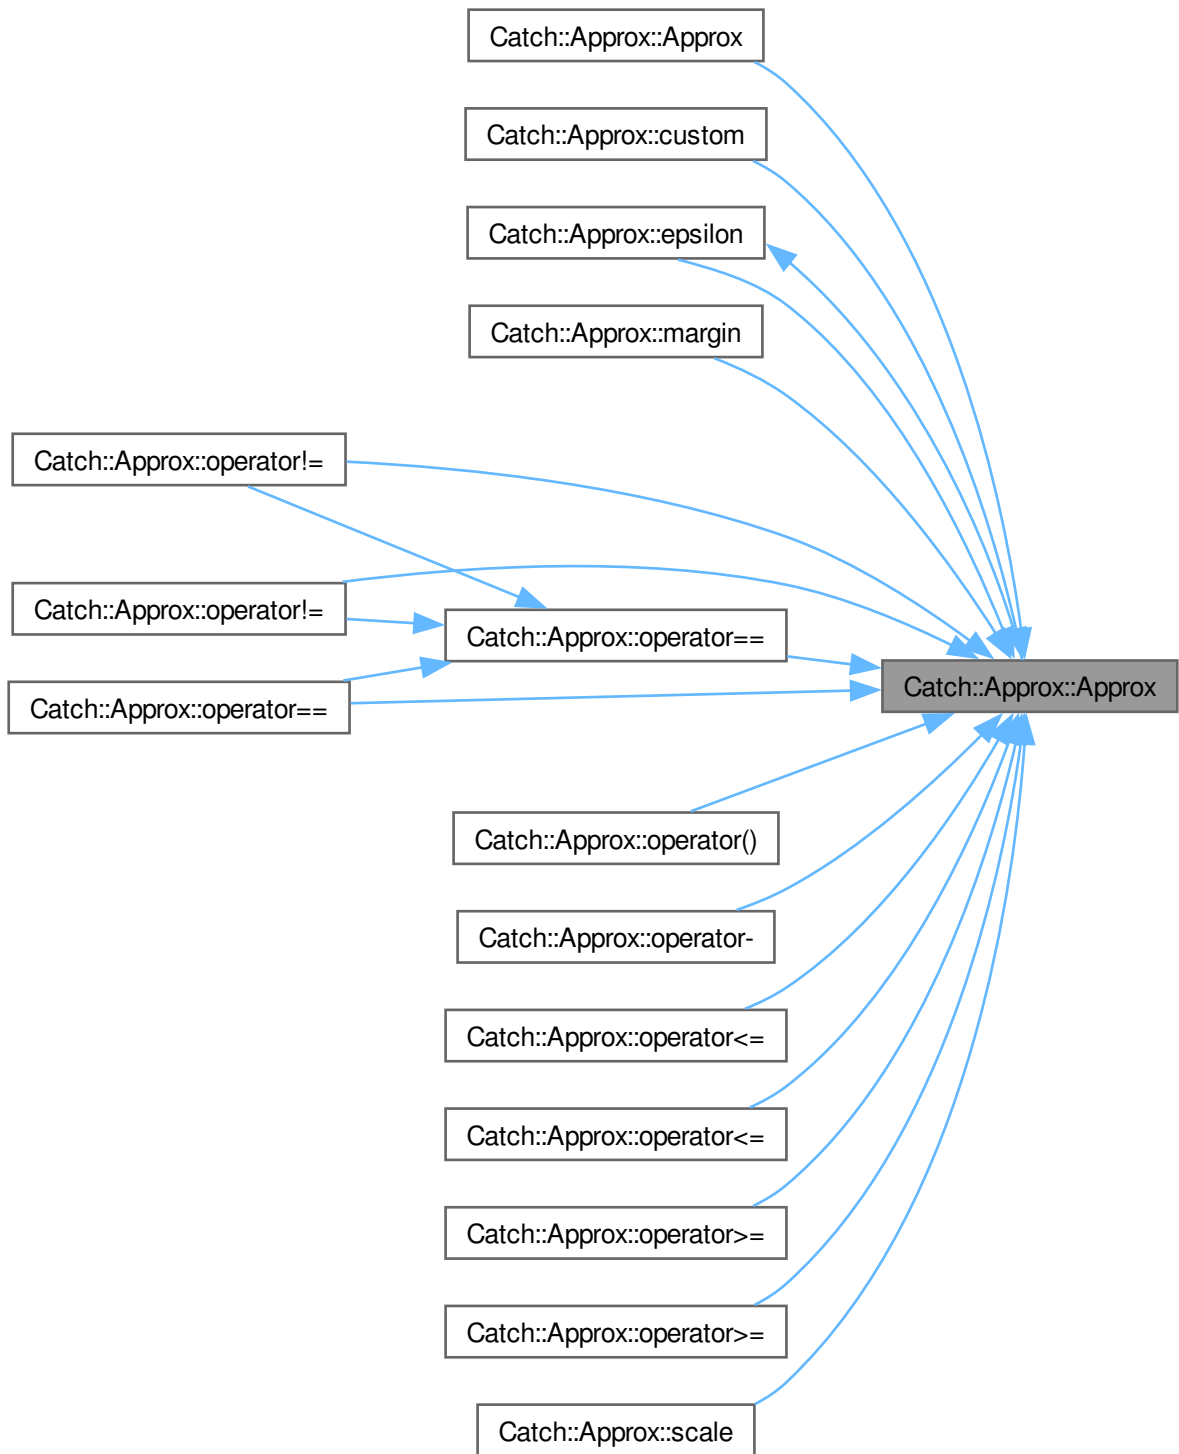 Catch::Approx::Approx
Catch::Approx::custom
Catch::Approx::epsilon
Catch::Approx::margin
Catch::Approx::operator!=
Catch::Approx::operator!=
Catch::Approx::operator==
Catch::Approx::Approx
Catch::Approx::operator==
Catch::Approx::operator()
Catch::Approx::operator-
Catch::Approx::operator<=
Catch::Approx::operator<=
Catch::Approx::operator>=
Catch::Approx::operator>=
Catch::Approx::scale